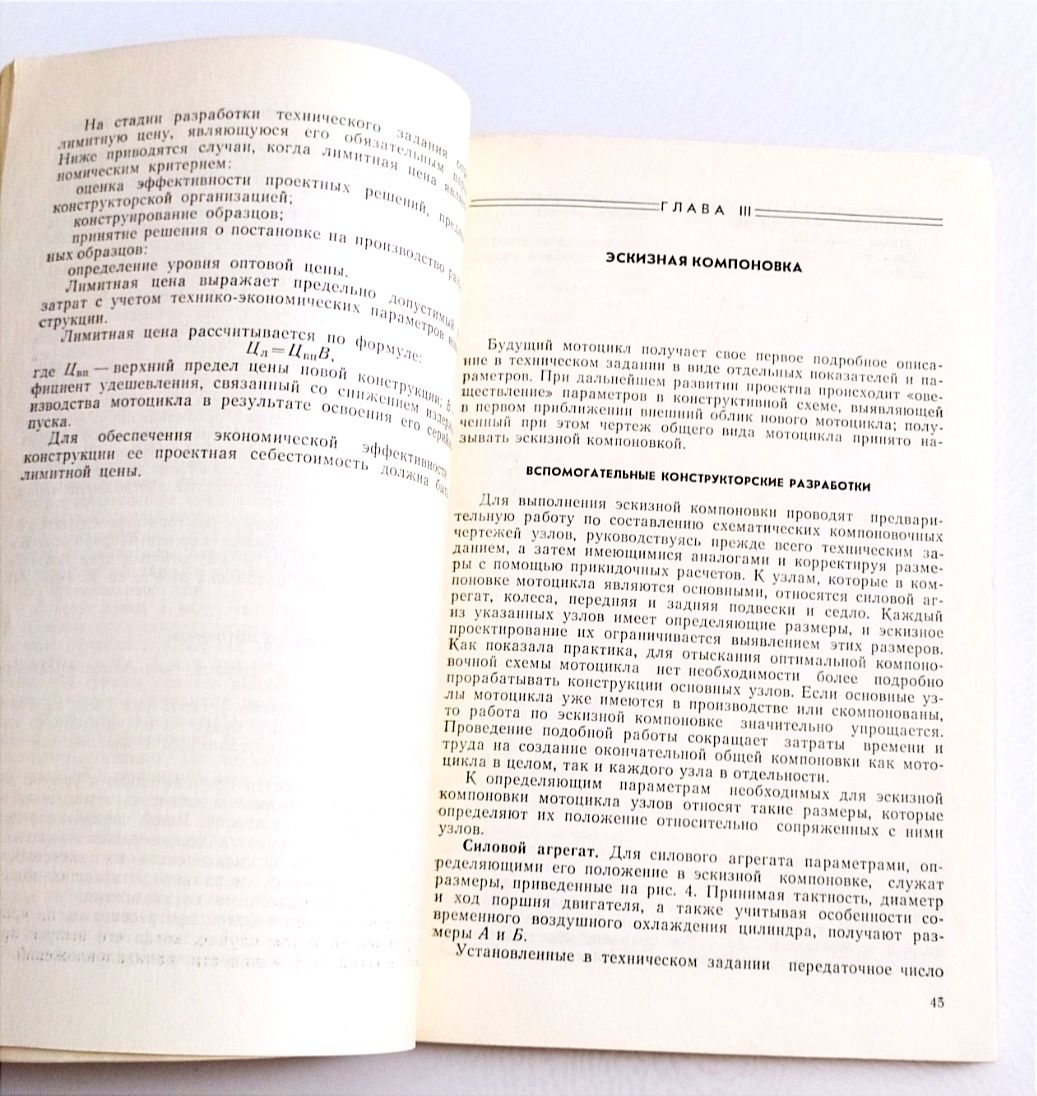 На стадии разработки технического задания
лимитную цену, являющуюся его обязательным
Ниже приводятся случаи, когда лимитная цена
номическим критерием:
оценка эффективности проектных решений,
конструкторской организацией;
конструирование образцов;
принятие решения о постановке на производство
ных образцов:
определение уровня оптовой цены.
Лимитная цена выражает предельно допустимый
затрат с учетом технико-экономических параметров
струкции.
Лимитная цена рассчитывается по формуле:
Цл = ЦвпВ,
где Цвп — верхний предел цены новой конструкции; В
фициент удешевления, связанный со снижением
изводства мотоцикла в результате освоения его
пуска.
Для обеспечения экономической эффективности
конструкции ее проектная себестоимость должна
лимитной цены.
ГЛАВА III
ЭСКИЗНАЯ КОМПОНОВКА
Будущий мотоцикл получает свое первое подробное описа-
ние в техническом задании в виде отдельных показателей и па-
раметров. При дальнейшем развитии проекта происходит «ове-
ществление» параметров в конструктивной схеме, выявляющей
в первом приближении внешний облик нового мотоцикла; полу-
ченный при этом чертеж общего вида мотоцикла принято на-
зывать эскизной компоновкой.
ВСПОМОГАТЕЛЬНЫЕ КОНСТРУКТОРСКИЕ РАЗРАБОТКИ
Для выполнения эскизной компоновки проводят предвари-
тельную работу по составлению схематических компоновочных
чертежей узлов, руководствуясь прежде всего техническим за-
данием, а затем имеющимися аналогами и корректируя разме-
ры с помощью прикидочных расчетов. К узлам, которые в ком-
поновке мотоцикла являются основными, относятся силовой аг-
регат, колеса, передняя и задняя подвески и седло. Каждый
из указанных узлов имеет определяющие размеры, и эскизное
проектирование их ограничивается выявлением этих размеров.
Как показала практика, для отыскания оптимальной компоно-
вочной схемы мотоцикла нет необходимости более подробно
прорабатывать конструкции основных узлов. Если основные уз-
лы мотоцикла уже имеются в производстве или скомпонованы,
то работа по эскизной компоновке значительно упрощается.
Проведение подобной работы сокращает затраты времени и
труда на создание окончательной общей компоновки как мото-
цикла в целом, так и каждого узла в отдельности.
К определяющим параметрам необходимых для эскизной
компоновки мотоцикла узлов относят такие размеры, которые
определяют их положение относительно сопряженных с ними
узлов.
Силовой агрегат. Для силового агрегата параметрами, оп-
ределяющими его положение в эскизной компоновке, служат
размеры, приведенные на рис. 4. Принимая тактность, диаметр
и ход поршня двигателя, а также учитывая особенности со-
временного воздушного охлаждения цилиндра, получают раз-
меры А и Б.
Установленные в техническом задании передаточное число
45